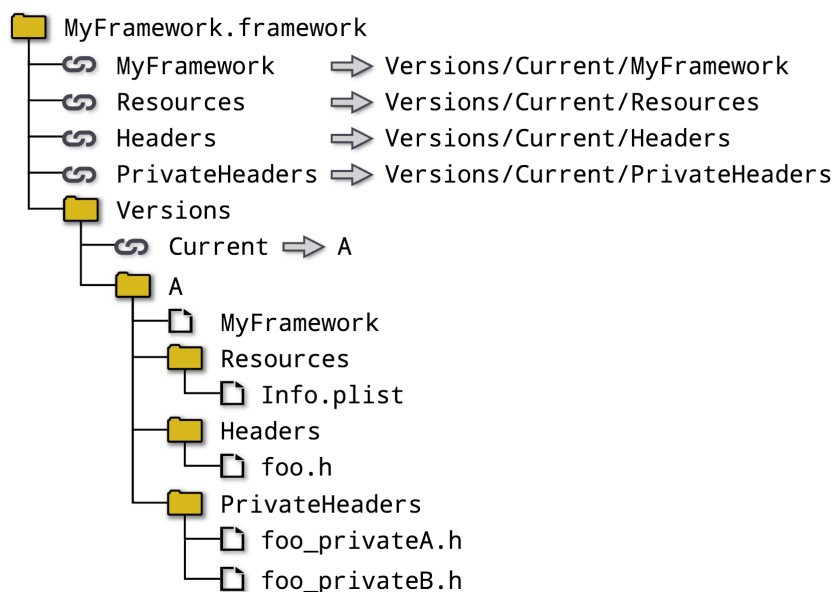 MyFramework.framework
MyFramework Versions/Current/MyFramework
Resources Versions/Current/Resources
Headers Versions/Current/Headers
PrivateHeaders Versions/Current/PrivateHeaders
Versions
Current A
A
MyFramework
Resources
Info.plist
Headers
foo.h
PrivateHeaders
foo_privateA.h
foo_privateB.h